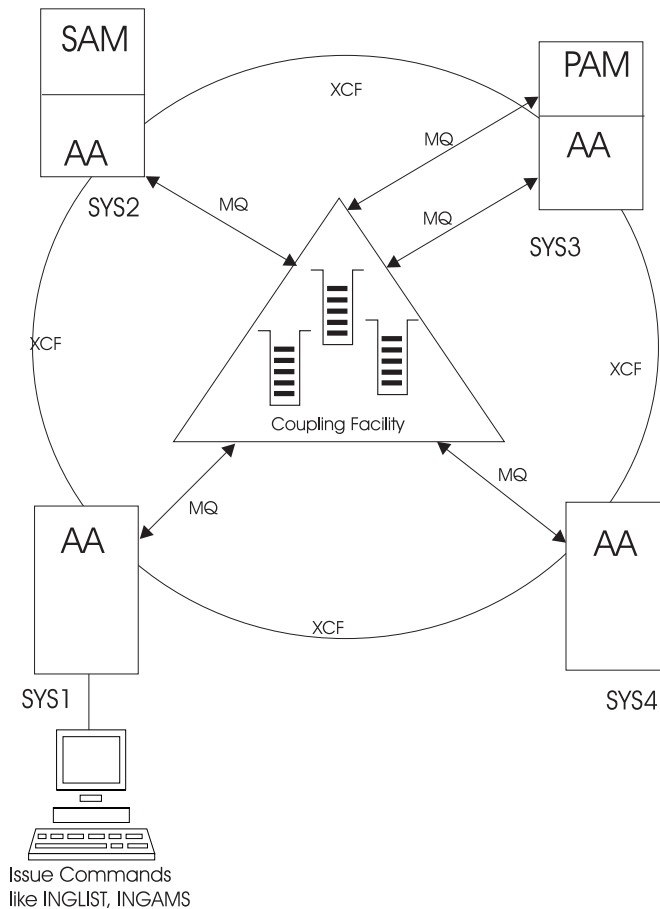 SAM
XCF
PAM
AA
MQ
AA
SYS2
MQ
MQ
SYS3
XCF
XCF
Coupling Facility
AA
MQ
MQ
AA
XCF
SYS1
SYS4
Issue Commands
like INGLIST, INGAMS